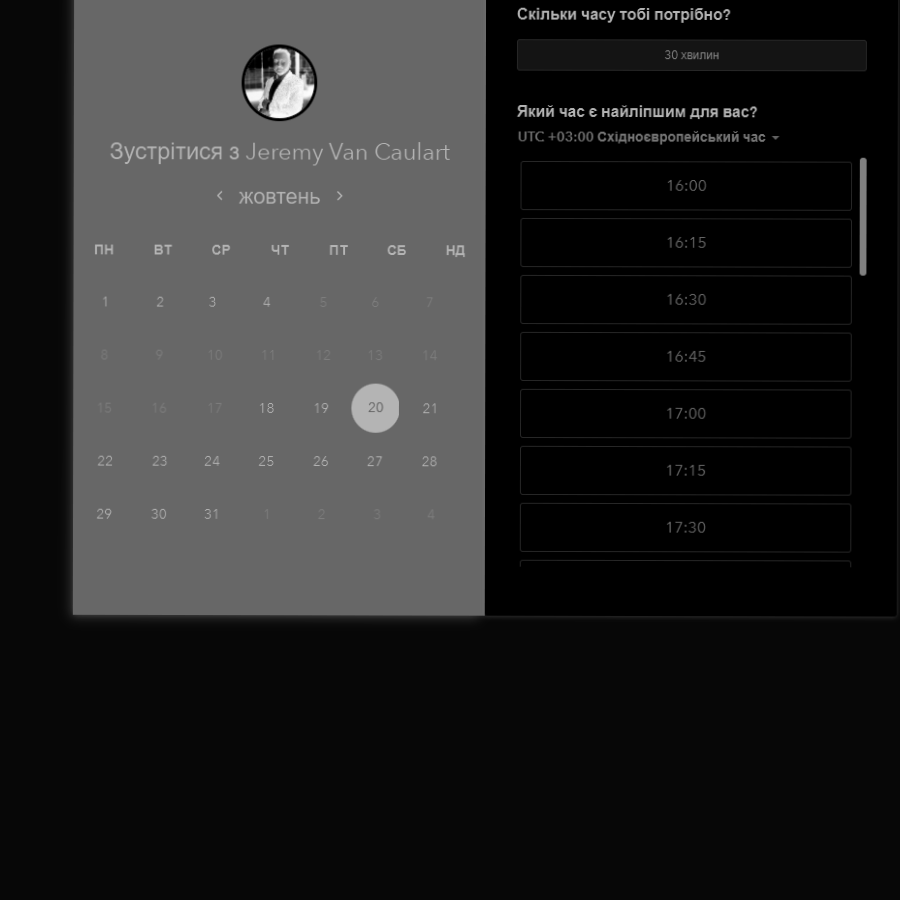 Зустрітися з Jeremy Van Caulart
жовтень
ПН ВТ СР ЧТ ПТ СБ НД
1 2 3 4 5 6 7
8 9 10 11 12 13 14
15 16 17 18 19 20 21
22 23 24 25 26 27 28
29 30 31 1 2 3 4
Скільки часу тобі потрібно?
30 хвилин
Який час є найліпшим для вас?
UTC +03:00 Східноєвропейський час
16:00
16:15
16:30
16:45
17:00
17:15
17:30